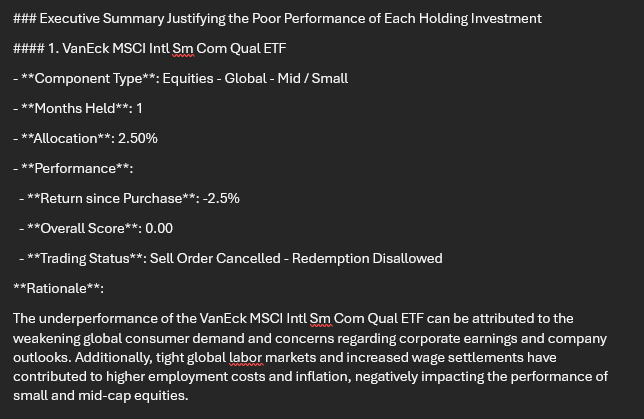 ### Executive Summary Justifying the Poor Performance of Each Holding Investment
#### 1. VanEck MSCI Intl Sm Com Qual ETF
- **Component Type**: Equities - Global - Mid / Small
- **Months Held**: 1
- **Allocation**: 2.50%
- **Performance**:
- **Return since Purchase**: -2.5%
- **Overall Score**: 0.00
- **Trading Status**: Sell Order Cancelled - Redemption Disallowed
**Rationale**:
The underperformance of the VanEck MSCI Intl Sm Com Qual ETF can be attributed to the
weakening global consumer demand and concerns regarding corporate earnings and company
outlooks. Additionally, tight global labor markets and increased wage settlements have
contributed to higher employment costs and inflation, negatively impacting the performance of
small and mid-cap equities.